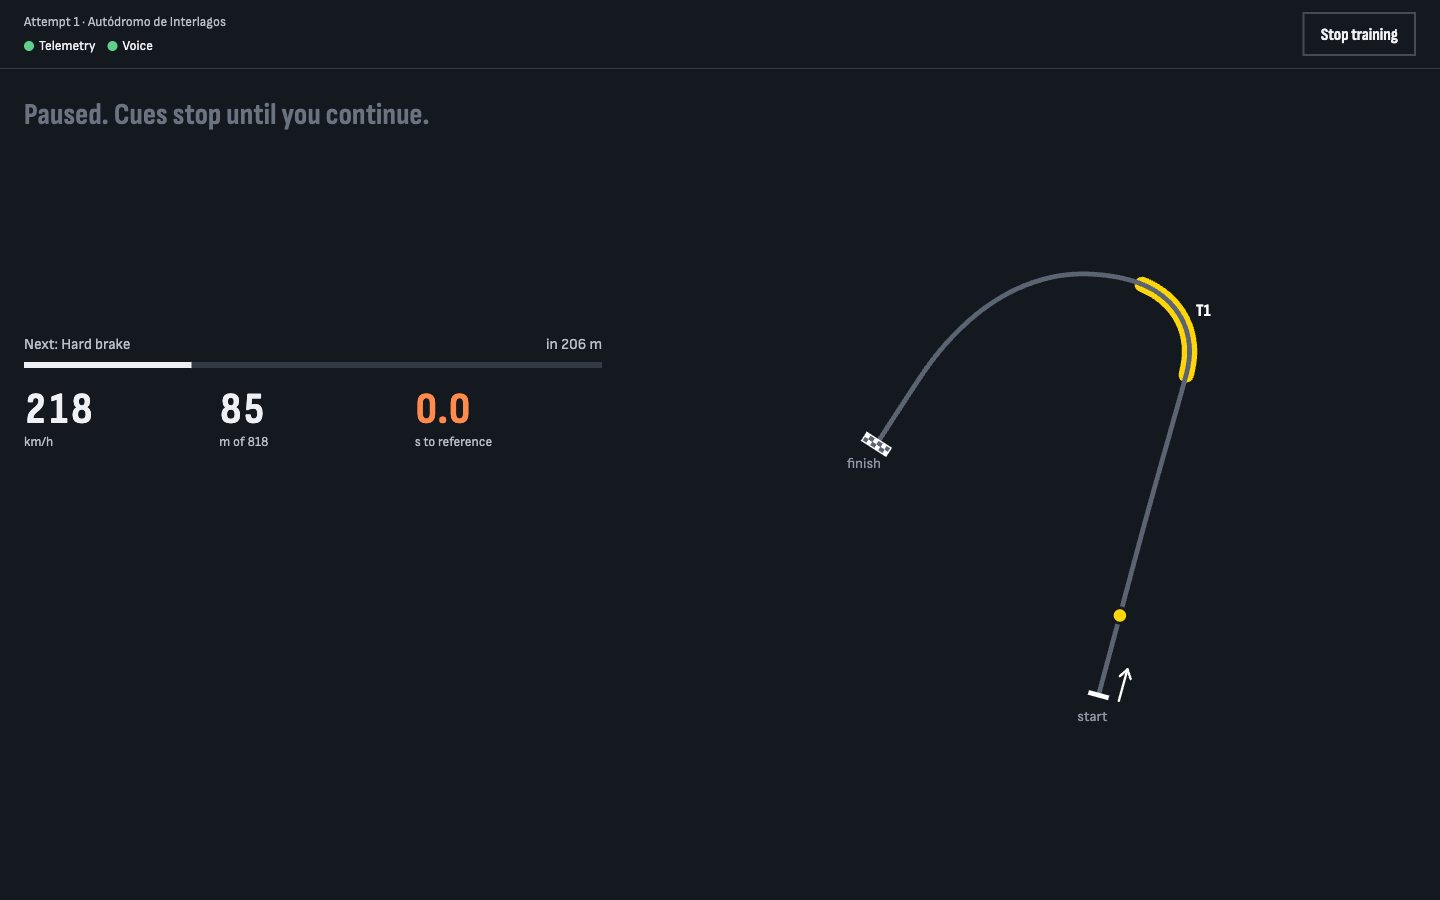 Attempt 1 · Autódromo de Interlagos
Telemetry
Voice
Stop training
Paused. Cues stop until you continue.
Next: Hard brake
in 206 m
218
km/h
85
m of 818
0.0
s to reference
T1
finish
start